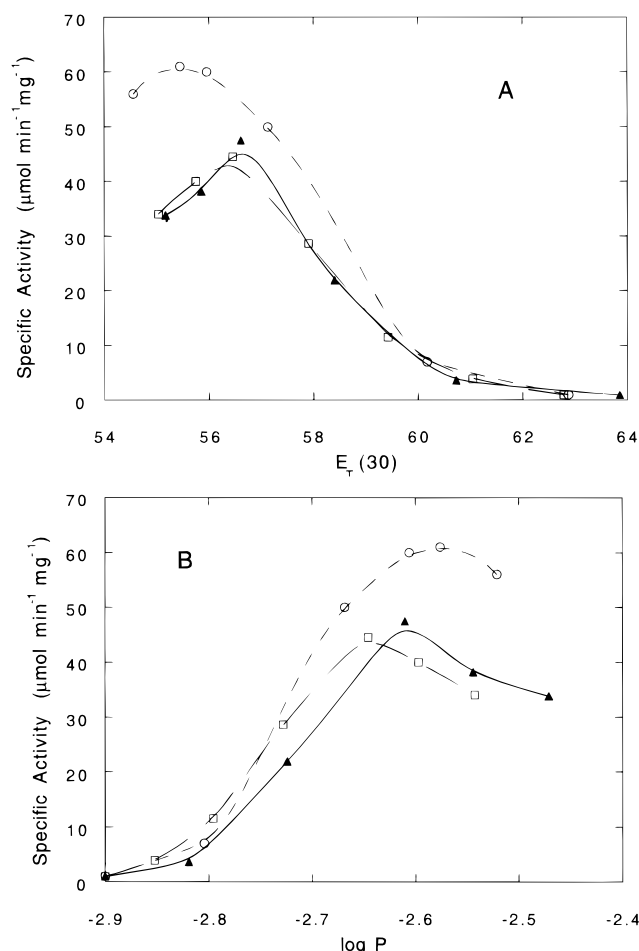 70
60
50
40
30
20
10
0
Specific Activity (μmol min⁻¹mg⁻¹)
A
54 56 58 60 62 64
E_T (30)
70
60
50
40
30
20
10
0
Specific Activity (μmol min⁻¹ mg⁻¹)
B
-2.9 -2.8 -2.7 -2.6 -2.5 -2.4
log P